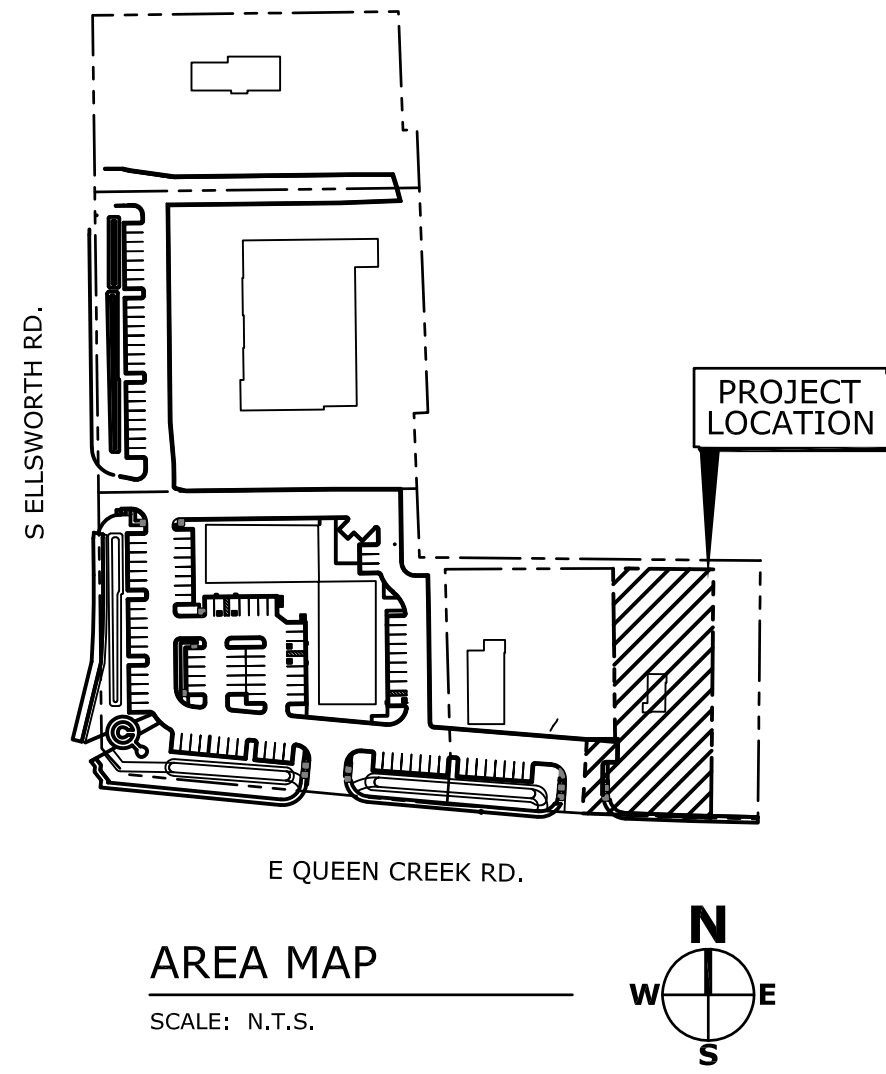 PROJECT
LOCATION
S ELLSWORTH RD.
E QUEEN CREEK RD.
AREA MAP
SCALE: N.T.S.
N
W E
S